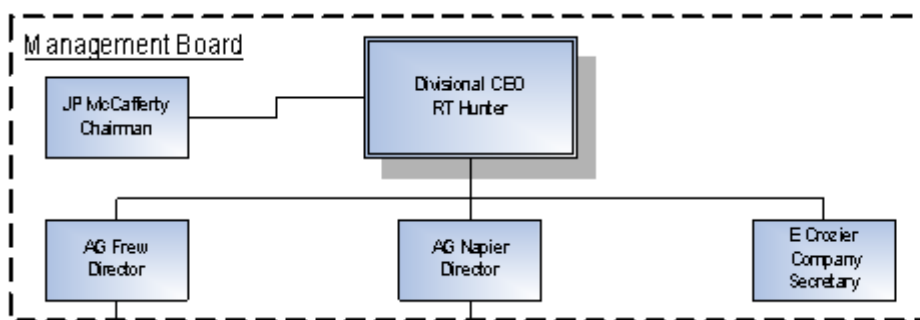 Management Board
JP McCafferty
Chairman
Divisional CEO
RT Hunter
AG Frew
Director
AG Napier
Director
E Crozier
Company
Secretary